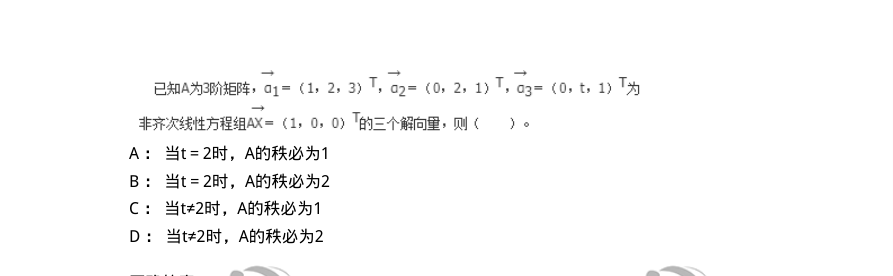 已知A为3阶矩阵，α1=（1，2，3）T，α2=（0，2，1）T，α3=（0，t，1）T为
非齐次线性方程组AX=（1，0，0）T的三个解向量，则（　　）。
A： 当t = 2时，A的秩必为1
B： 当t = 2时，A的秩必为2
C： 当t≠2时，A的秩必为1
D： 当t≠2时，A的秩必为2